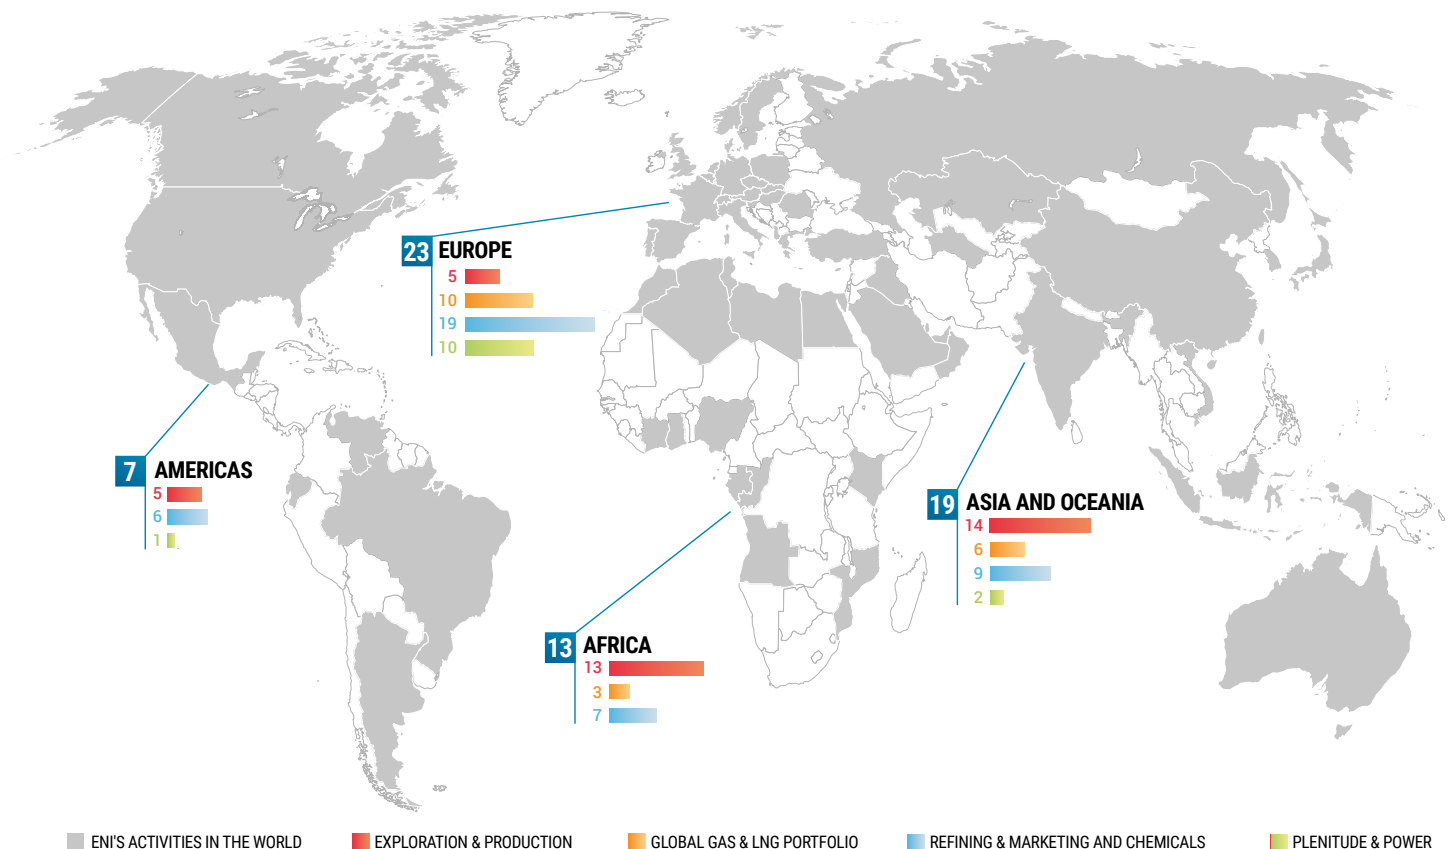 23 EUROPE
5
10
19
10
7 AMERICAS
5
6
1
19 ASIA AND OCEANIA
14
6
9
2
13 AFRICA
13
3
7
ENI'S ACTIVITIES IN THE WORLD
EXPLORATION & PRODUCTION
GLOBAL GAS & LNG PORTFOLIO
REFINING & MARKETING AND CHEMICALS
PLENITUDE & POWER